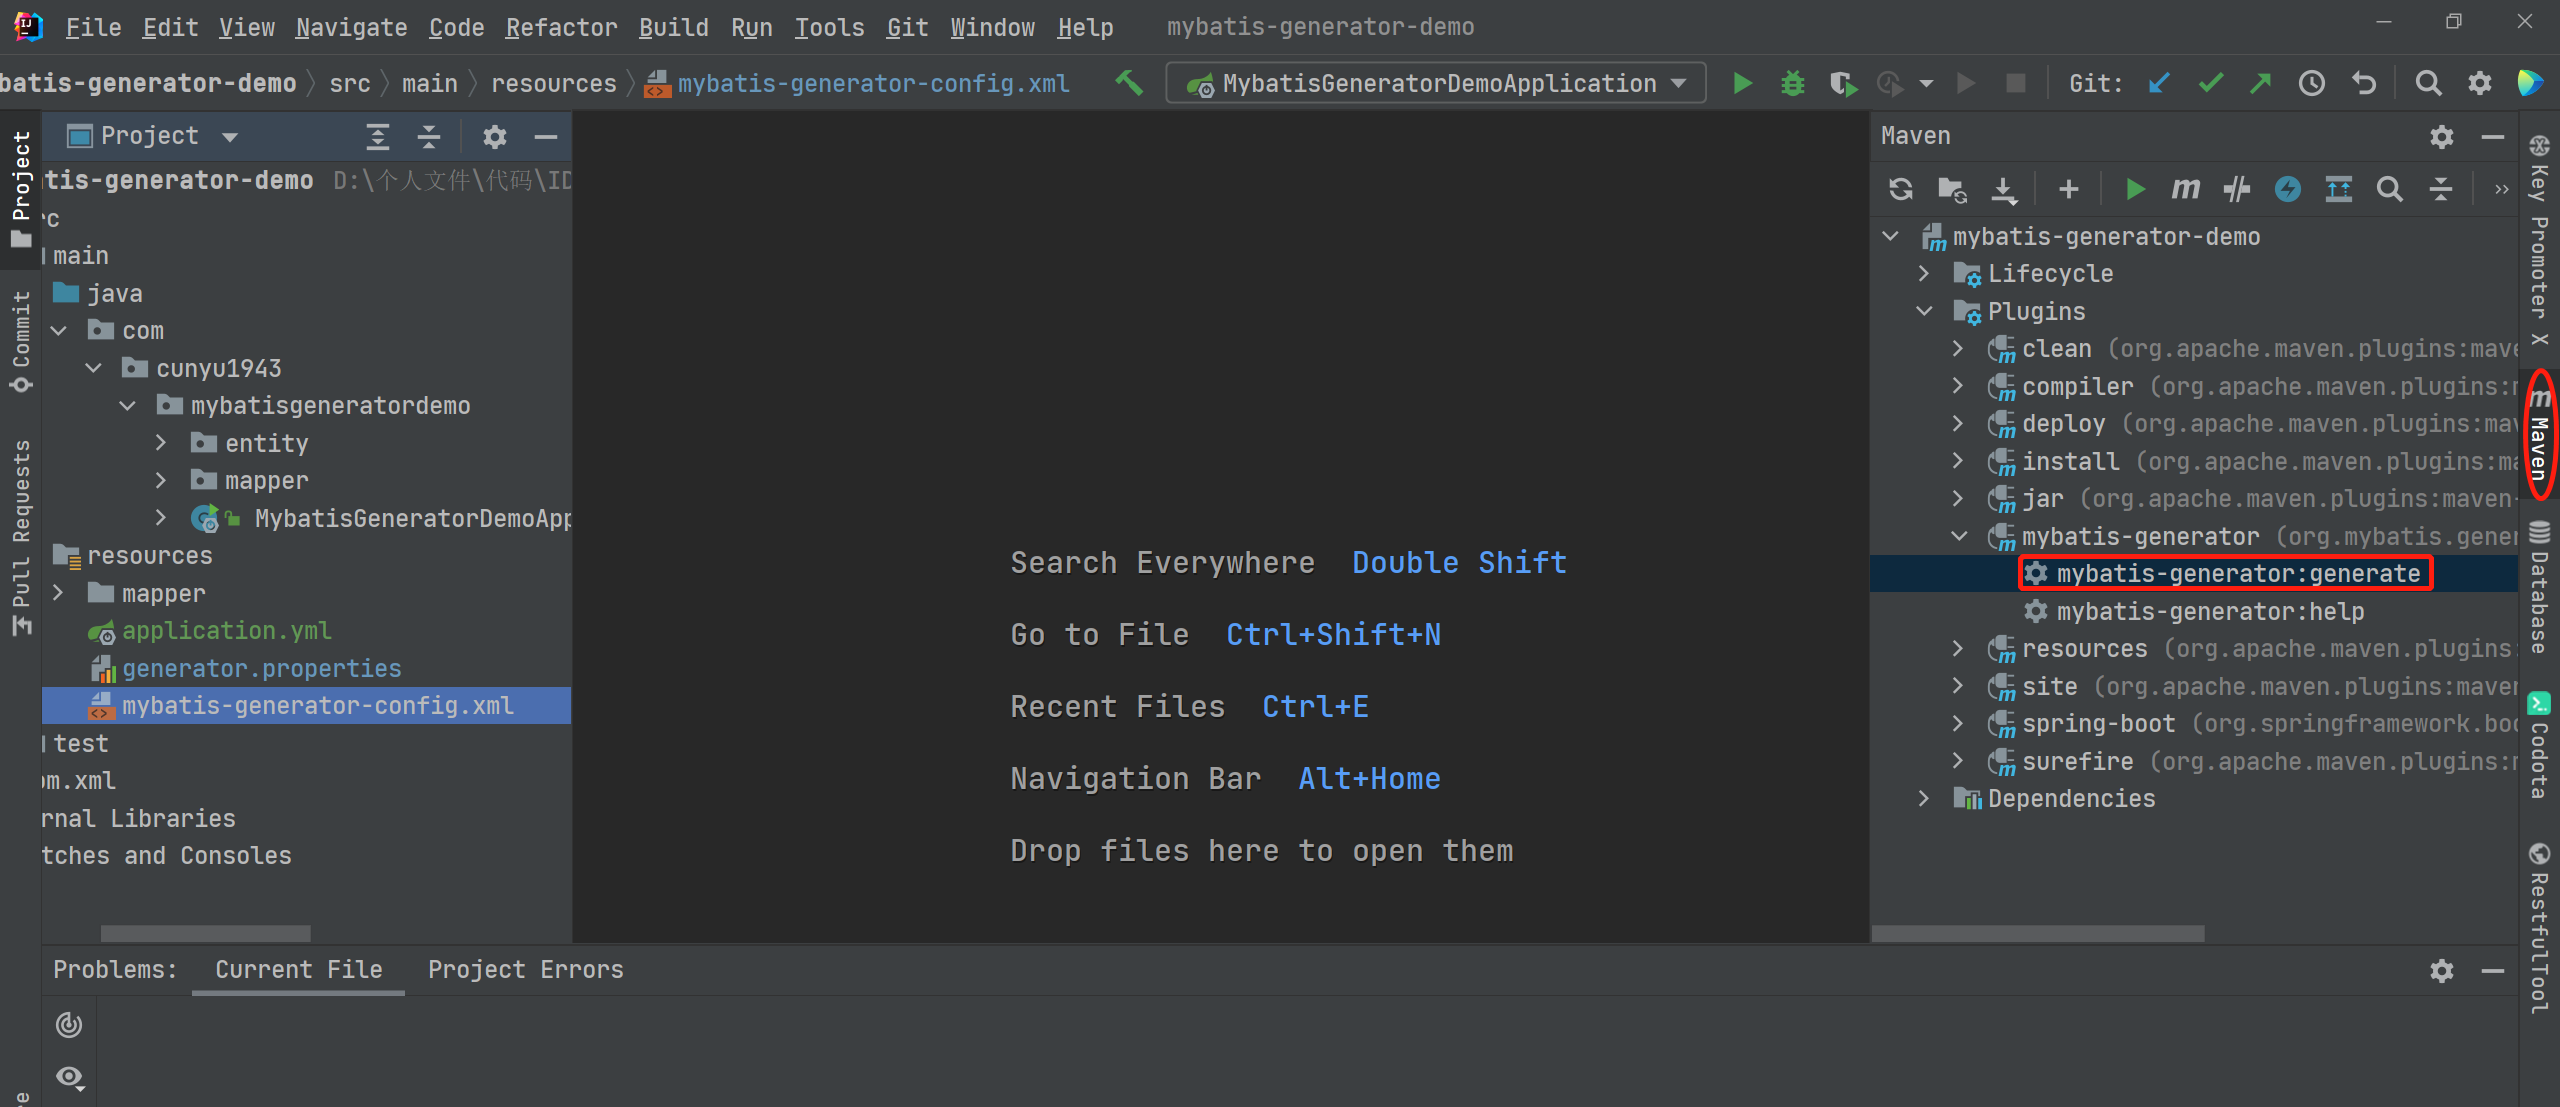 File Edit View Navigate Code Refactor Build Run Tools Git Window Help mybatis-generator-demo
batis-generator-demo src main resources mybatis-generator-config.xml MybatisGeneratorDemoApplication Git:
Project
Project
Commit
Pull Requests
tis-generator-demo D:\个人文件\代码\ID
rc
main
java
com
cunyu1943
mybatisgeneratordemo
entity
mapper
MybatisGeneratorDemoApp
resources
mapper
application.yml
generator.properties
mybatis-generator-config.xml
test
om.xml
rnal Libraries
tches and Consoles
Search Everywhere Double Shift
Go to File Ctrl+Shift+N
Recent Files Ctrl+E
Navigation Bar Alt+Home
Drop files here to open them
Maven
mybatis-generator-demo
Lifecycle
Plugins
clean (org.apache.maven.plugins:mave
compiler (org.apache.maven.plugins:m
deploy (org.apache.maven.plugins:mav
install (org.apache.maven.plugins:ma
jar (org.apache.maven.plugins:maven-
mybatis-generator (org.mybatis.gener
mybatis-generator:generate
mybatis-generator:help
resources (org.apache.maven.plugins:
site (org.apache.maven.plugins:maven
spring-boot (org.springframework.boo
surefire (org.apache.maven.plugins:m
Dependencies
Key Promoter X
Maven
Database
Codota
RestfulTool
Problems: Current File Project Errors
re